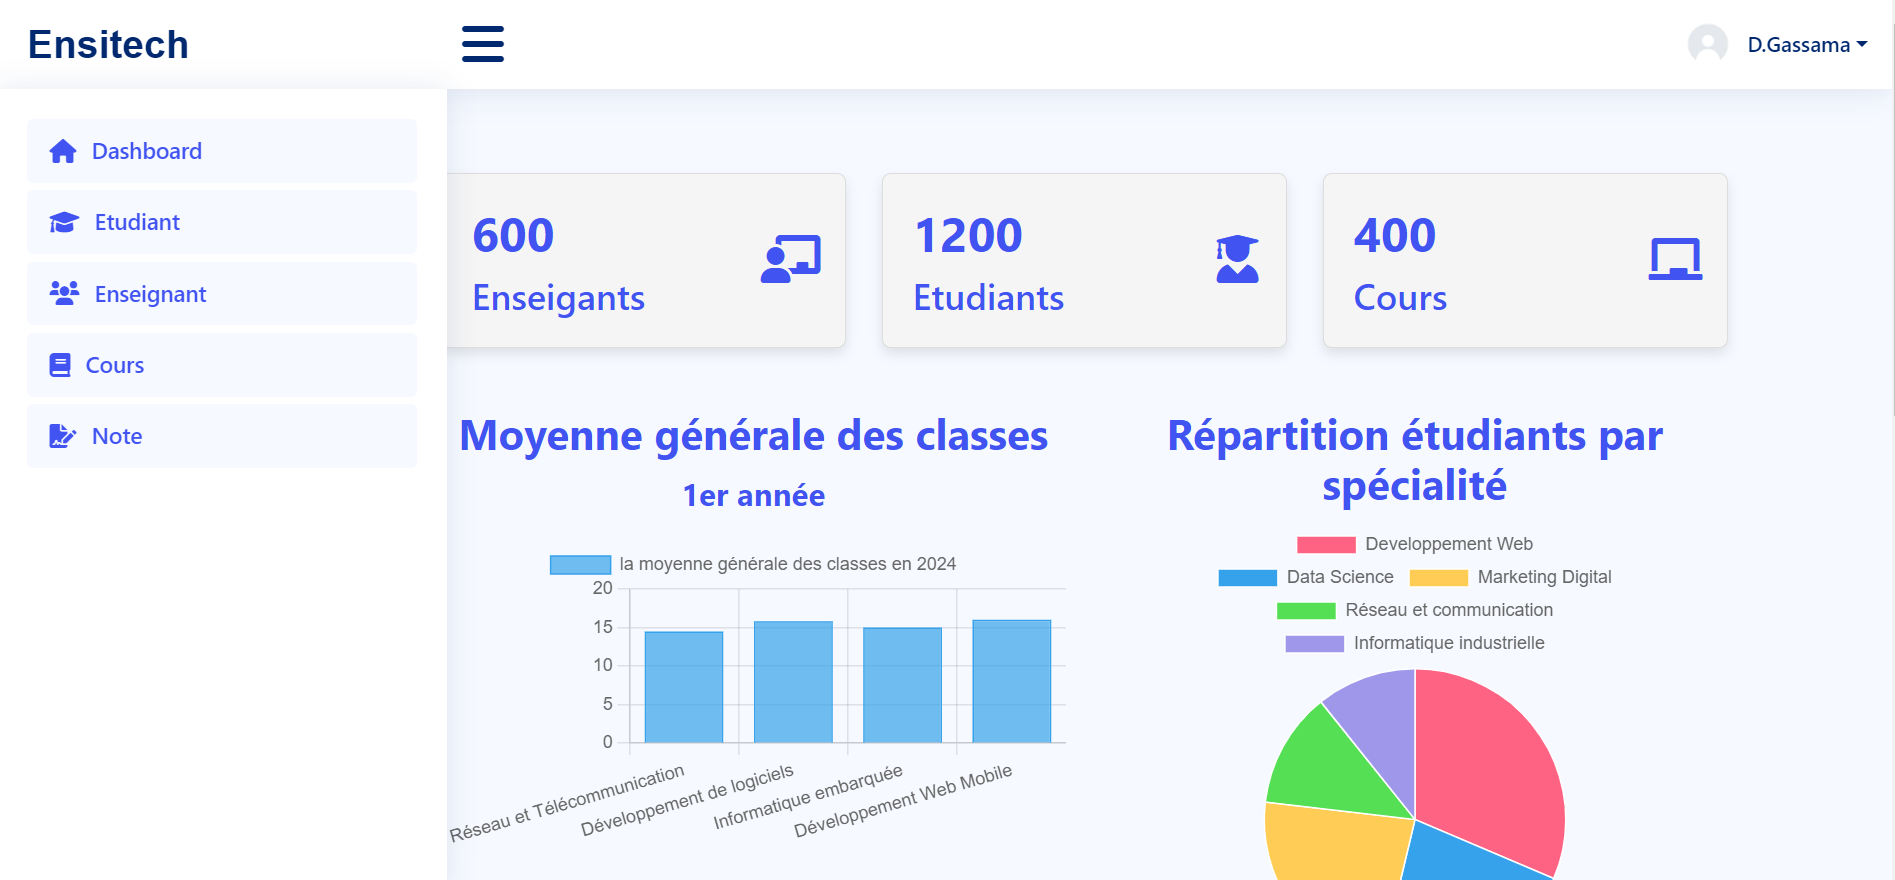 Ensitech
D.Gassama
Dashboard
Etudiant
Enseignant
Cours
Note
600
Enseigants
1200
Etudiants
400
Cours
Moyenne générale des classes
1er année
la moyenne générale des classes en 2024
20
15
10
5
0
Réseau et Télécommunication
Développement de logiciels
Informatique embarquée
Développement Web Mobile
Répartition étudiants par
spécialité
Developpement Web
Data Science
Marketing Digital
Réseau et communication
Informatique industrielle